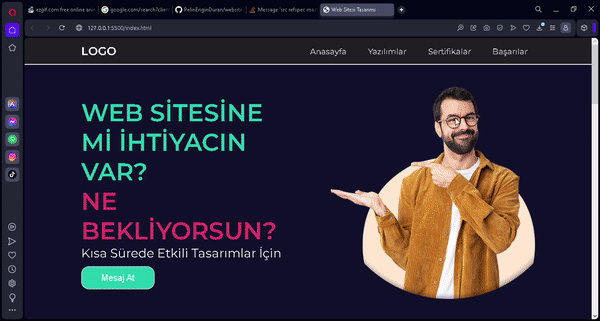 ezgif.com free online ani
google.com/search?clien
PelinEnginDuran/website
Message 'src refspec ma
Web Sitesi Tasarımı
127.0.0.1:5500/index.html
LOGO
Anasayfa Yazılımlar Sertifikalar Başarılar
WEB SİTESİNE
Mİ İHTİYACIN
VAR?
NE
BEKLİYORSUN?
Kısa Sürede Etkili Tasarımlar İçin
Mesaj At